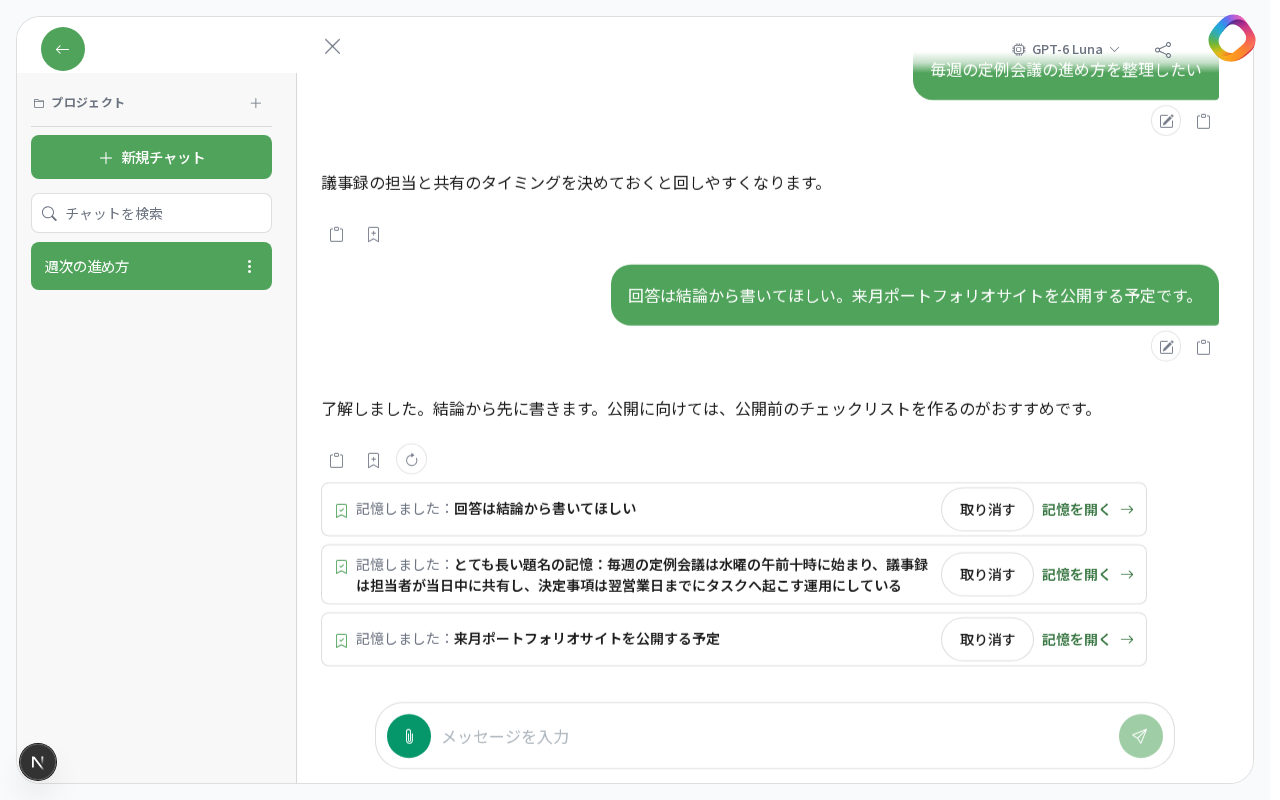 GPT-6 Luna
プロジェクト
新規チャット
チャットを検索
週次の進め方
毎週の定例会議の進め方を整理したい
議事録の担当と共有のタイミングを決めておくと回しやすくなります。
回答は結論から書いてほしい。来月ポートフォリオサイトを公開する予定です。
了解しました。結論から先に書きます。公開に向けては、公開前のチェックリストを作るのがおすすめです。
記憶しました：回答は結論から書いてほしい 取り消す 記憶を開く →
記憶しました：とても長い題名の記憶：毎週の定例会議は水曜の午前十時に始まり、議事録
は担当者が当日中に共有し、決定事項は翌営業日までにタスクへ起こす運用にしている 取り消す 記憶を開く →
記憶しました：来月ポートフォリオサイトを公開する予定 取り消す 記憶を開く →
メッセージを入力
N